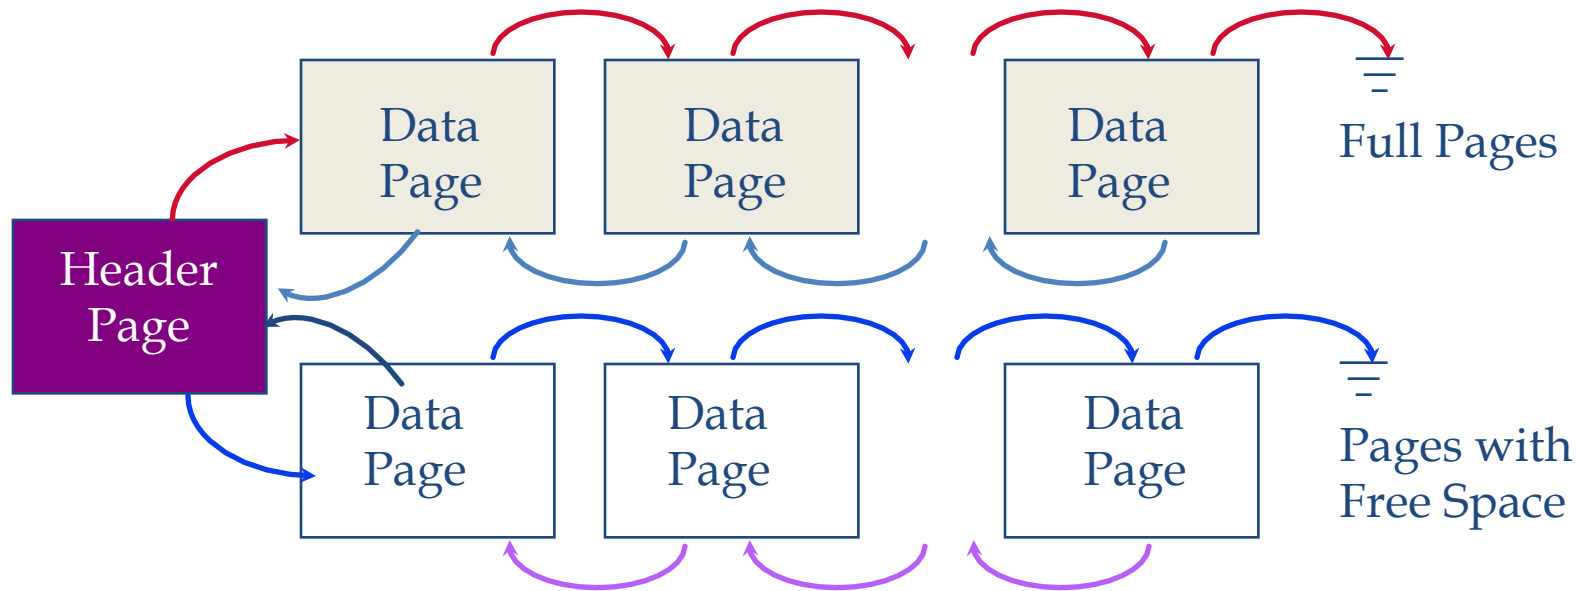 Data
Page
Data
Page
Data
Page
Full Pages
Header
Page
Data
Page
Data
Page
Data
Page
Pages with
Free Space